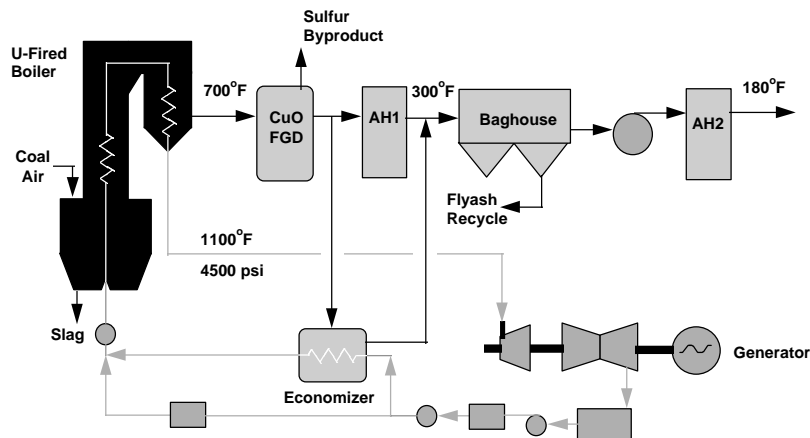 Sulfur
Byproduct
U-Fired
Boiler
700°F
CuO
FGD
AH1
300°F
Baghouse
AH2
180°F
Coal
Air
Flyash
Recycle
1100°F
4500 psi
Slag
Economizer
Generator